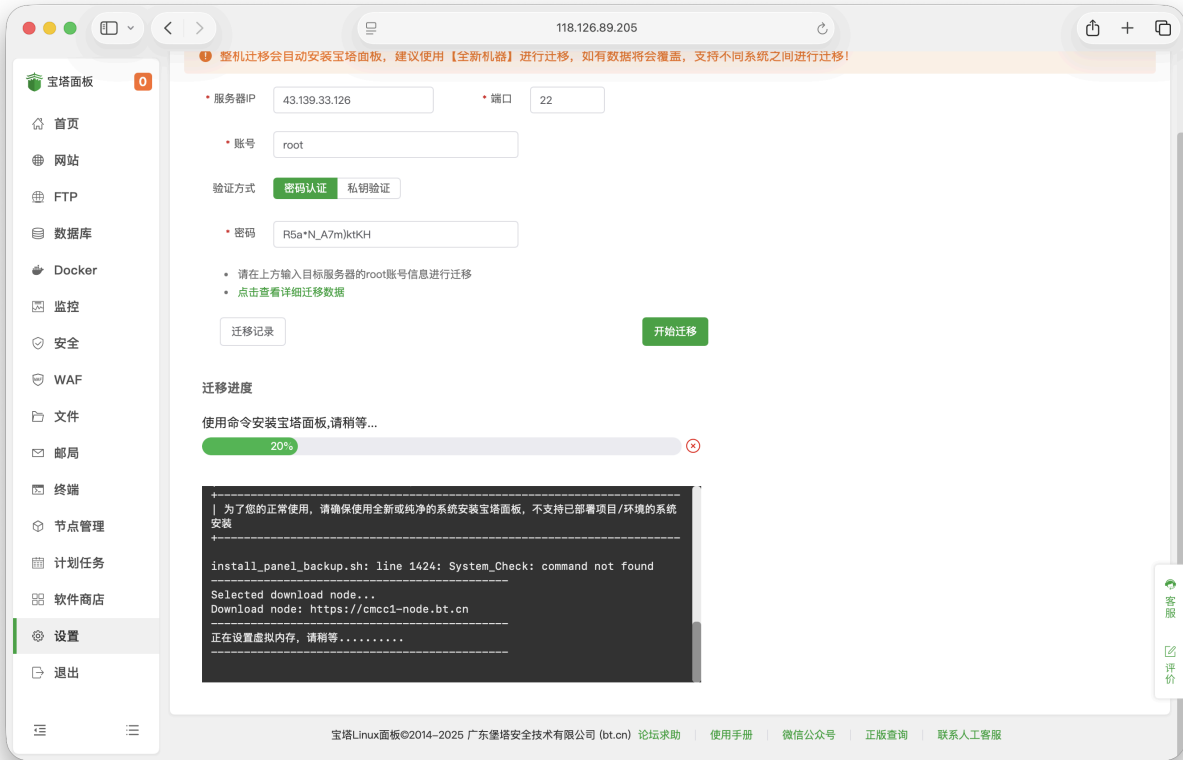 118.126.89.205
整机迁移会自动安装宝塔面板，建议使用【全新机器】进行迁移，如有数据将会覆盖，支持不同系统之间进行迁移！
宝塔面板 0
* 服务器IP 43.139.33.126 * 端口 22
首页
* 账号 root
网站
验证方式 密码认证 私钥验证
FTP
数据库
* 密码 R5a*N_A7m)ktKH
Docker
• 请在上方输入目标服务器的root账号信息进行迁移
• 点击查看详细迁移数据
监控
迁移记录 开始迁移
安全
WAF
迁移进度
文件
使用命令安装宝塔面板,请稍等...
20%
邮局
终端
节点管理
计划任务
软件商店
设置
退出
+----------------------------------------------------------------------
| 为了您的正常使用，请确保使用全新或纯净的系统安装宝塔面板，不支持已部署项目/环境的系统
安装
+----------------------------------------------------------------------
install_panel_backup.sh: line 1424: System_Check: command not found
---------------------------------------------
Selected download node...
Download node: https://cmcc1-node.bt.cn
---------------------------------------------
正在设置虚拟内存，请稍等..........
---------------------------------------------
客服
评价
宝塔Linux面板©2014-2025 广东堡塔安全技术有限公司 (bt.cn) 论坛求助 使用手册 微信公众号 正版查询 联系人工客服